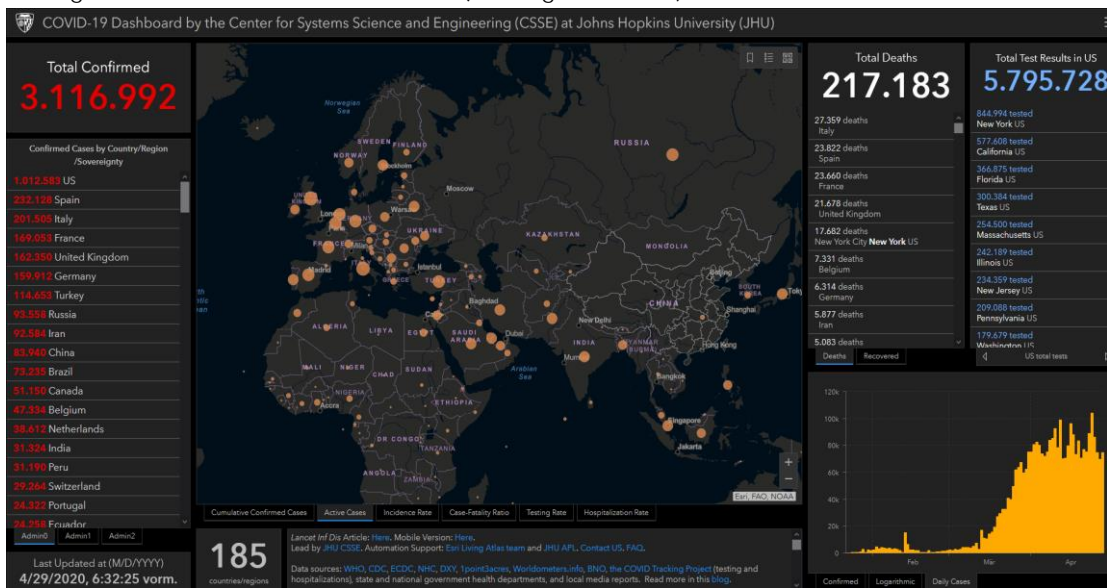 COVID-19 Dashboard by the Center for Systems Science and Engineering (CSSE) at Johns Hopkins University (JHU)
Total Confirmed
3.116.992
Confirmed Cases by Country/Region
/Sovereignty
1.012.583 US
232.128 Spain
201.505 Italy
169.053 France
162.350 United Kingdom
159.912 Germany
114.653 Turkey
93.558 Russia
92.584 Iran
83.940 China
73.235 Brazil
51.150 Canada
47.334 Belgium
38.612 Netherlands
31.324 India
31.190 Peru
29.264 Switzerland
24.322 Portugal
24.258 Ecuador
Admin0 Admin1 Admin2
Last Updated at (M/D/YYYY)
4/29/2020, 6:32:25 vorm.
Norwegian
Sea
SWEDEN
FINLAND
NORWAY
Stockholm
RUSSIA
Moscow
UKRAINE
KAZAKHSTAN
MONGOLIA
Madrid
Istanbul
Beijing
SOUTH
Baghdad
CHINA
Shanghai
ALGERIA
LIBYA
EGYPT
SAUDI
ARABIA
Dubai
New Delhi
INDIA
MYANMAR
(BURMA)
Hong Kong
MALI
NIGER
CHAD
SUDAN
Arabian
Sea
Bangkok
NIGERIA
Accra
ETHIOPIA
Singapore
DR CONGO
TANZANIA
Jakarta
ANGOLA
ZAMBIA
Esri, FAO, NOAA
Cumulative Confirmed Cases Active Cases Incidence Rate Case-Fatality Ratio Testing Rate Hospitalization Rate
185
countries/regions
Lancet Inf Dis Article: Here. Mobile Version: Here.
Lead by JHU CSSE. Automation Support: Esri Living Atlas team and JHU APL. Contact US. FAQ.
Data sources: WHO, CDC, ECDC, NHC, DXY, 1point3acres, Worldometers.info, BNO, the COVID Tracking Project (testing and
hospitalizations), state and national government health departments, and local media reports. Read more in this blog.
Total Deaths
217.183
27.359 deaths
Italy
23.822 deaths
Spain
23.660 deaths
France
21.678 deaths
United Kingdom
17.682 deaths
New York City New York US
7.331 deaths
Belgium
6.314 deaths
Germany
5.877 deaths
Iran
5.083 deaths
Deaths Recovered
Total Test Results in US
5.795.728
844.994 tested
New York US
577.608 tested
California US
366.875 tested
Florida US
300.384 tested
Texas US
254.500 tested
Massachusetts US
242.189 tested
Illinois US
234.359 tested
New Jersey US
209.088 tested
Pennsylvania US
179.679 tested
Washington US
US total tests
120k
100k
80k
60k
40k
20k
0
Feb Mär Apr
Confirmed Logarithmic Daily Cases